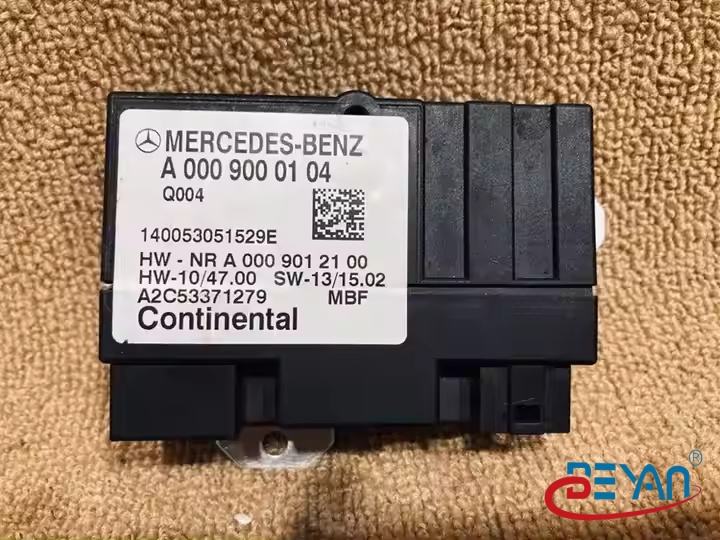 MERCEDES-BENZ
A 000 900 01 04
Q004
140053051529E
HW - NR A 000 901 21 00
HW-10/47.00 SW-13/15.02
A2C53371279 MBF
Continental
BEYAN®